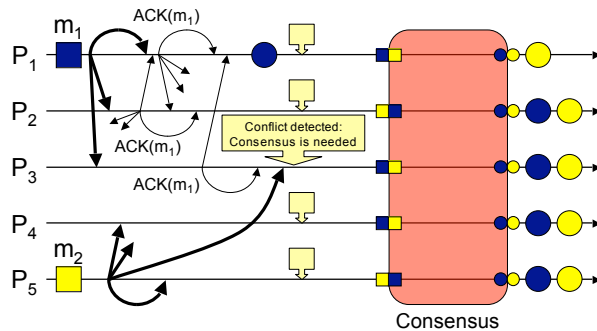 m1
ACK(m1)
P1
P2
ACK(m1)
Conflict detected:
Consensus is needed
P3
ACK(m1)
P4
m2
P5
Consensus